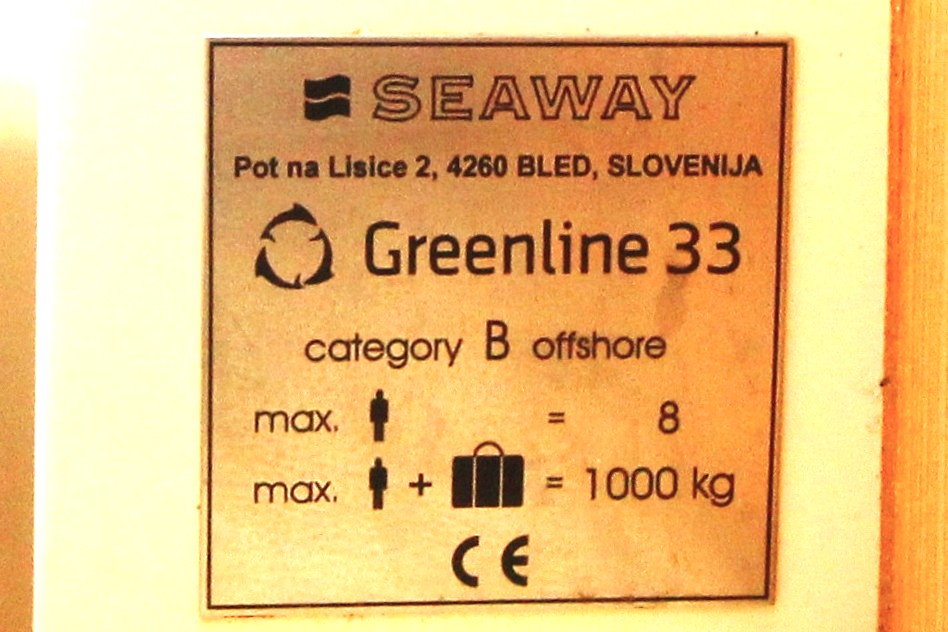 SEAWAY
Pot na Lisice 2, 4260 BLED, SLOVENIJA
Greenline 33
category B offshore
max. = 8
max. + = 1000 kg
CE